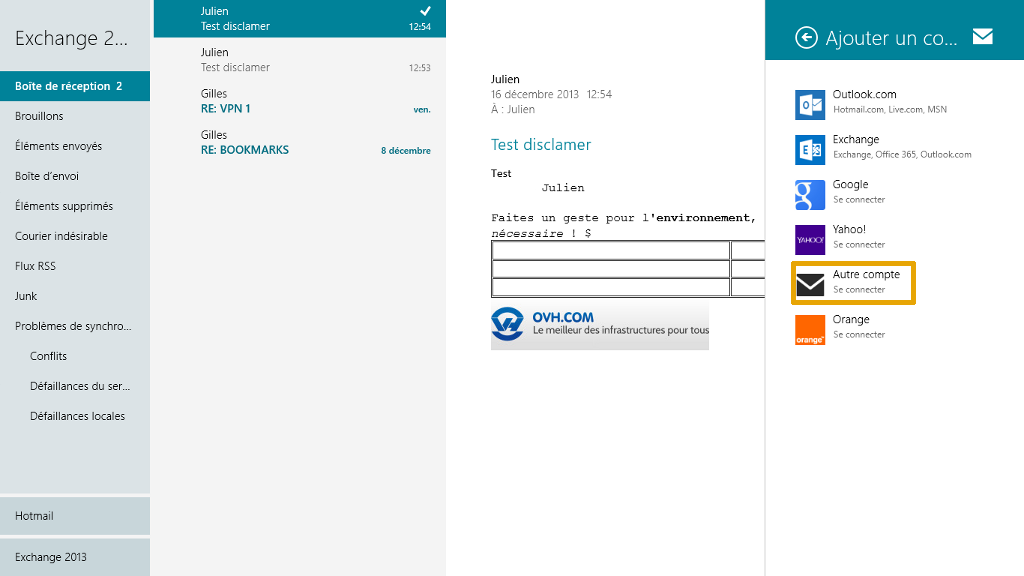 Exchange 2...
Boîte de réception 2
Brouillons
Éléments envoyés
Boîte d'envoi
Éléments supprimés
Courier indésirable
Flux RSS
Junk
Problèmes de synchro...
Conflits
Défaillances du ser...
Défaillances locales
Hotmail
Exchange 2013
Julien
Test disclamer 12:54
Julien
Test disclamer 12:53
Gilles
RE: VPN 1 ven.
Gilles
RE: BOOKMARKS 8 décembre
Julien
16 décembre 2013 12:54
À : Julien
Test disclamer
Test
Julien
Faites un geste pour l'environnement,
nécessaire ! $
OVH.COM
Le meilleur des infrastructures pour tous
Ajouter un co...
Outlook.com
Hotmail.com, Live.com, MSN
Exchange
Exchange, Office 365, Outlook.com
Google
Se connecter
YAHOO!
Yahoo!
Se connecter
Autre compte
Se connecter
orange
Orange
Se connecter